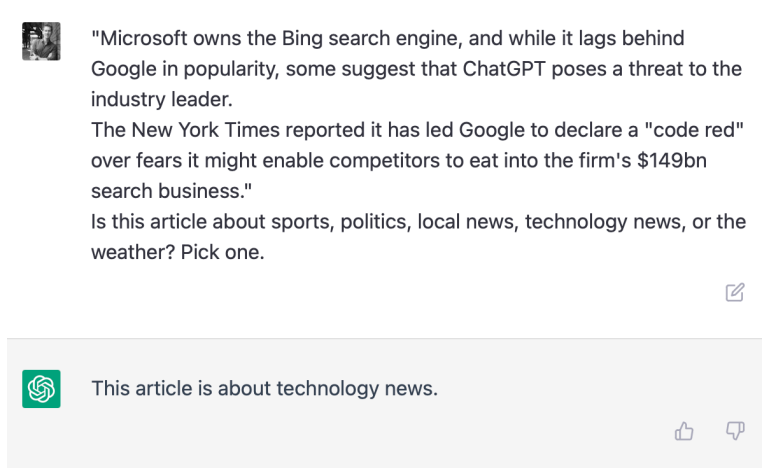 "Microsoft owns the Bing search engine, and while it lags behind
Google in popularity, some suggest that ChatGPT poses a threat to the
industry leader.
The New York Times reported it has led Google to declare a "code red"
over fears it might enable competitors to eat into the firm's $149bn
search business."
Is this article about sports, politics, local news, technology news, or the
weather? Pick one.
This article is about technology news.